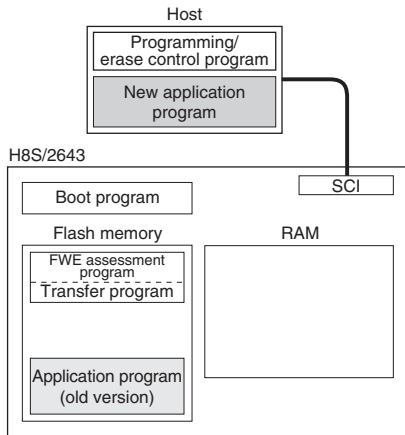 Host
Programming/
erase control program
New application
program
H8S/2643
SCI
Boot program
Flash memory
RAM
FWE assessment
program
Transfer program
Application program
(old version)